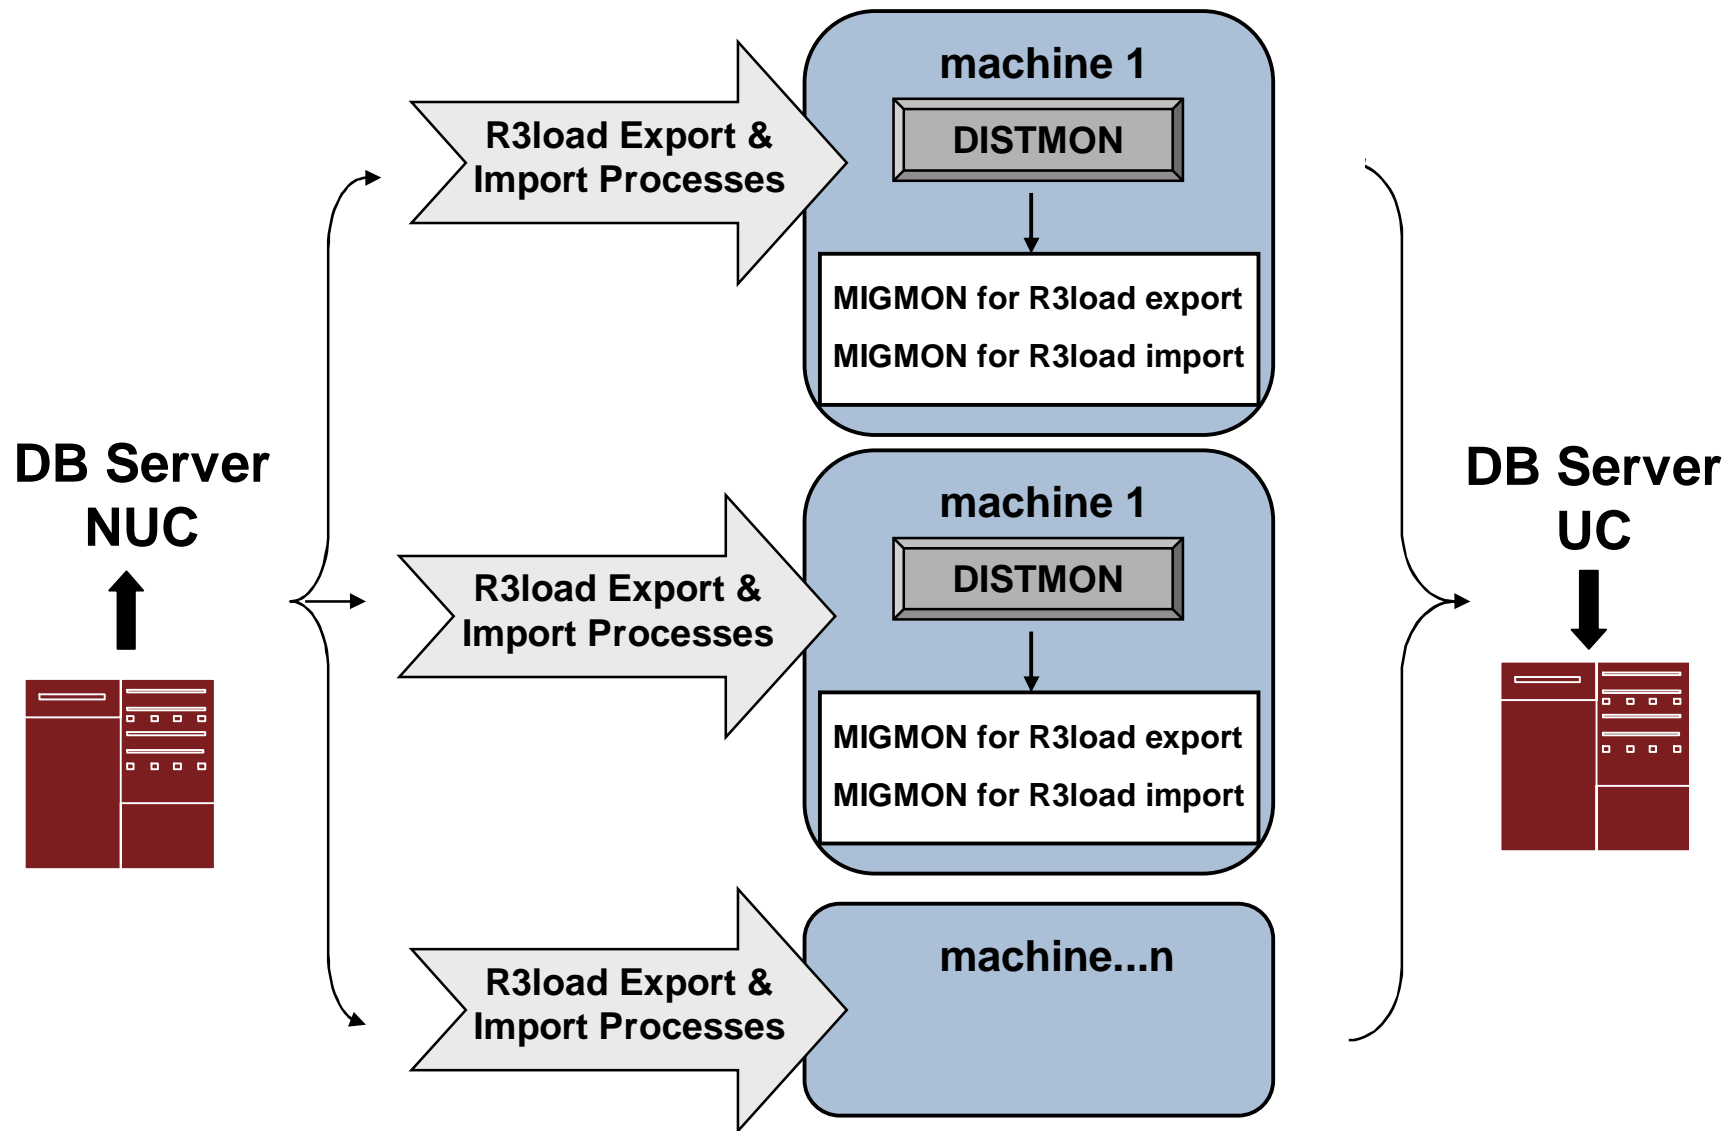 DB Server
NUC
R3load Export &
Import Processes
machine 1
DISTMON
MIGMON for R3load export
MIGMON for R3load import
R3load Export &
Import Processes
machine 1
DISTMON
MIGMON for R3load export
MIGMON for R3load import
R3load Export &
Import Processes
machine...n
DB Server
UC